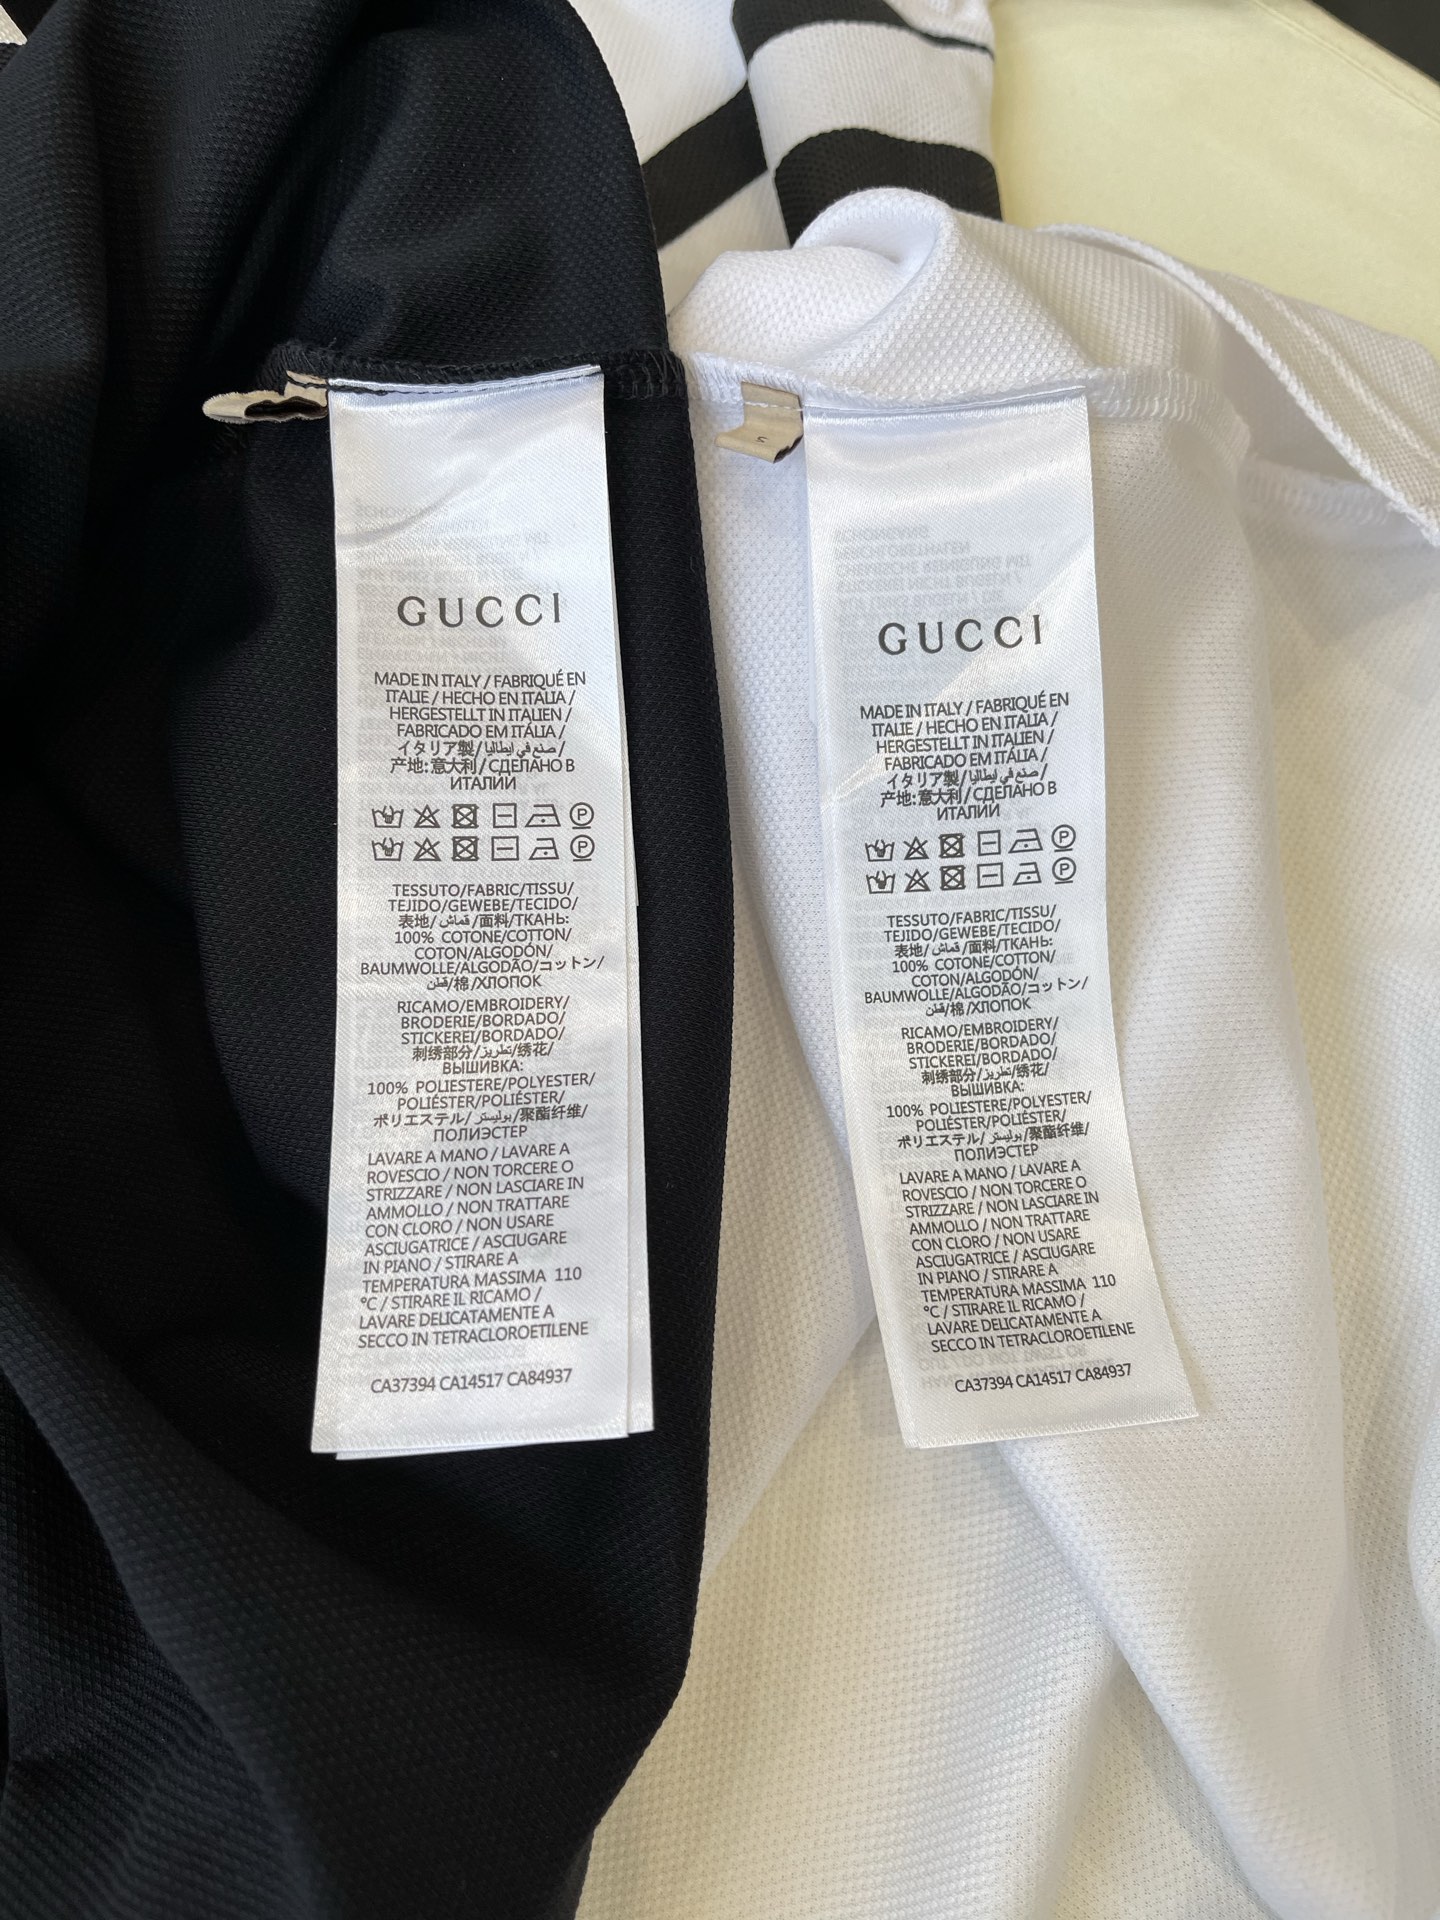 GUCCI
MADE IN ITALY / FABRIQUÉ EN
ITALIE / HECHO EN ITALIA /
HERGESTELLT IN ITALIEN /
FABRICADO EM ITÁLIA /
イタリア製/صنع في إيطاليا/
产地:意大利/ СДЕЛАНО В
ИТАЛИИ
TESSUTO/FABRIC/TISSU/
TEJIDO/GEWEBE/TECIDO/
表地/قماش/面料/ТКАНЬ:
100% COTONE/COTTON/
COTON/ALGODÓN/
BAUMWOLLE/ALGODÃO/コットン/
قطن/棉/ХЛОПОК
RICAMO/EMBROIDERY/
BRODERIE/BORDADO/
STICKEREI/BORDADO/
刺绣部分/تطريز/绣花/
ВЫШИВКА:
100% POLIESTERE/POLYESTER/
POLIÉSTER/POLIÉSTER/
ポリエステル/بوليستر/聚酯纤维/
ПОЛИЭСТЕР
LAVARE A MANO / LAVARE A
ROVESCIO / NON TORCERE O
STRIZZARE / NON LASCIARE IN
AMMOLLO / NON TRATTARE
CON CLORO / NON USARE
ASCIUGATRICE / ASCIUGARE
IN PIANO / STIRARE A
TEMPERATURA MASSIMA 110
°C / STIRARE IL RICAMO /
LAVARE DELICATAMENTE A
SECCO IN TETRACLOROETILENE
CA37394 CA14517 CA84937
GUCCI
MADE IN ITALY / FABRIQUÉ EN
ITALIE / HECHO EN ITALIA /
HERGESTELLT IN ITALIEN /
FABRICADO EM ITÁLIA /
イタリア製/صنع في إيطاليا/
产地:意大利/ СДЕЛАНО В
ИТАЛИИ
TESSUTO/FABRIC/TISSU/
TEJIDO/GEWEBE/TECIDO/
表地/قماش/面料/ТКАНЬ:
100% COTONE/COTTON/
COTON/ALGODÓN/
BAUMWOLLE/ALGODÃO/コットン/
قطن/棉/ХЛОПОК
RICAMO/EMBROIDERY/
BRODERIE/BORDADO/
STICKEREI/BORDADO/
刺绣部分/تطريز/绣花/
ВЫШИВКА:
100% POLIESTERE/POLYESTER/
POLIÉSTER/POLIÉSTER/
ポリエステル/بوليستر/聚酯纤维/
ПОЛИЭСТЕР
LAVARE A MANO / LAVARE A
ROVESCIO / NON TORCERE O
STRIZZARE / NON LASCIARE IN
AMMOLLO / NON TRATTARE
CON CLORO / NON USARE
ASCIUGATRICE / ASCIUGARE
IN PIANO / STIRARE A
TEMPERATURA MASSIMA 110
°C / STIRARE IL RICAMO /
LAVARE DELICATAMENTE A
SECCO IN TETRACLOROETILENE
CA37394 CA14517 CA84937